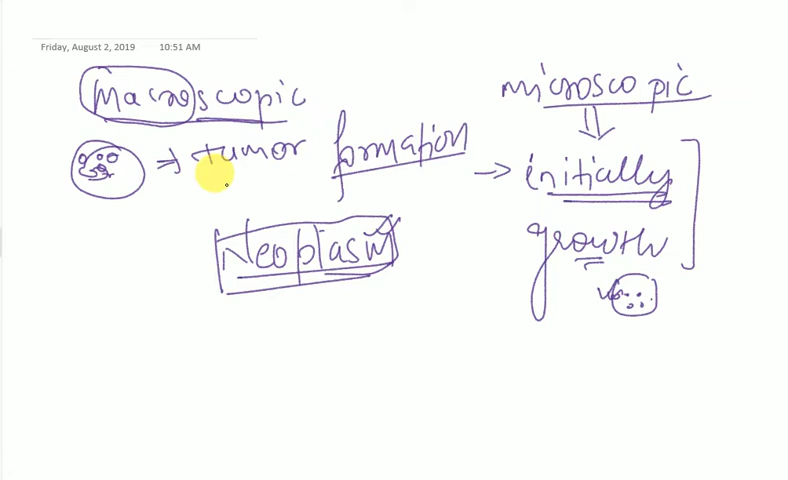 Friday, August 2, 2019 10:51 AM
Macroscopic
microscopic
→ tumor formation
→ initially
growth
Neoplasm